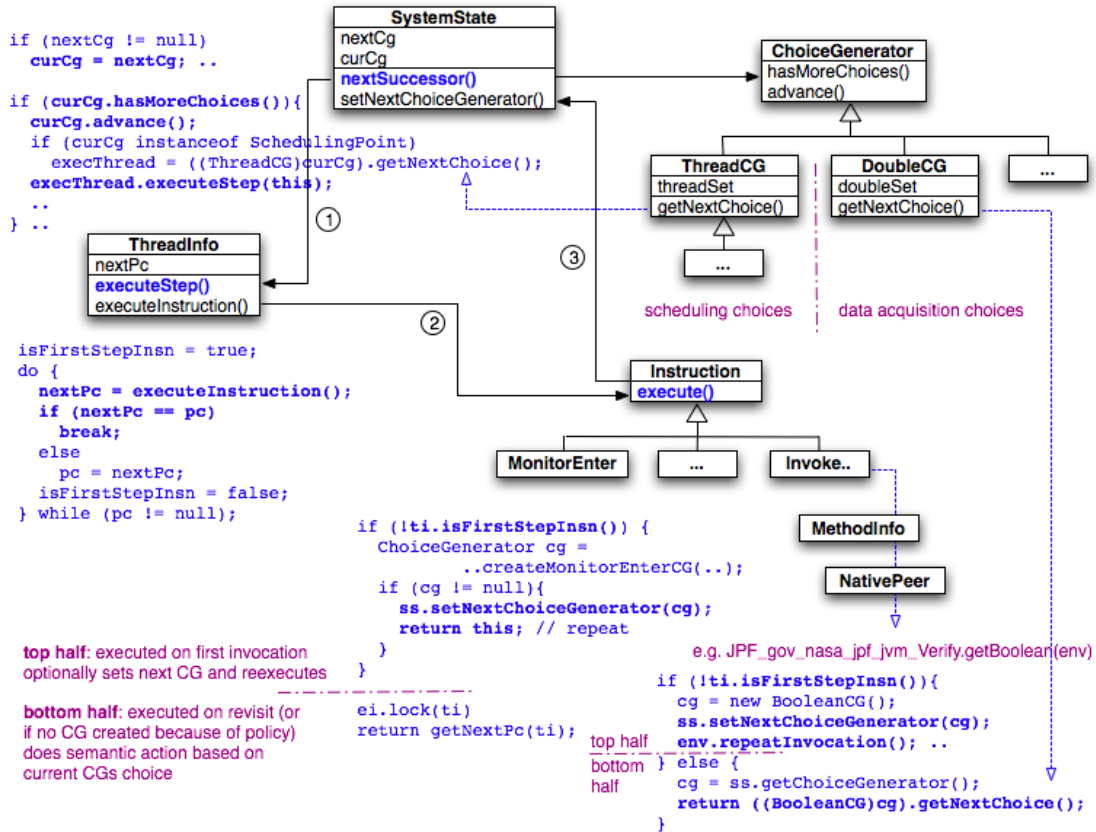 SystemState
nextCg
curCg
nextSuccessor()
setNextChoiceGenerator()
if (nextCg != null)
curCg = nextCg; ..
if (curCg.hasMoreChoices()){
curCg.advance();
if (curCg instanceof SchedulingPoint)
execThread = ((ThreadCG)curCg).getNextChoice();
execThread.executeStep(this);
..
} ..
ChoiceGenerator
hasMoreChoices()
advance()
ThreadCG
threadSet
getNextChoice()
...
DoubleCG
doubleSet
getNextChoice()
...
scheduling choices
data acquisition choices
1
3
ThreadInfo
nextPc
executeStep()
executeInstruction()
2
isFirstStepInsn = true;
do {
nextPc = executeInstruction();
if (nextPc == pc)
break;
else
pc = nextPc;
isFirstStepInsn = false;
} while (pc != null);
Instruction
execute()
MonitorEnter
...
Invoke..
MethodInfo
NativePeer
if (!ti.isFirstStepInsn()) {
ChoiceGenerator cg =
..createMonitorEnterCG(..);
if (cg != null){
ss.setNextChoiceGenerator(cg);
return this; // repeat
}
}
ei.lock(ti)
return getNextPc(ti);
top half: executed on first invocation
optionally sets next CG and reexecutes
bottom half: executed on revisit (or
if no CG created because of policy)
does semantic action based on
current CGs choice
e.g. JPF_gov_nasa_jpf_jvm_Verify.getBoolean(env)
if (!ti.isFirstStepInsn()){
cg = new BooleanCG();
ss.setNextChoiceGenerator(cg);
env.repeatInvocation(); ..
top half
bottom
half
} else {
cg = ss.getChoiceGenerator();
return ((BooleanCG)cg).getNextChoice();
}